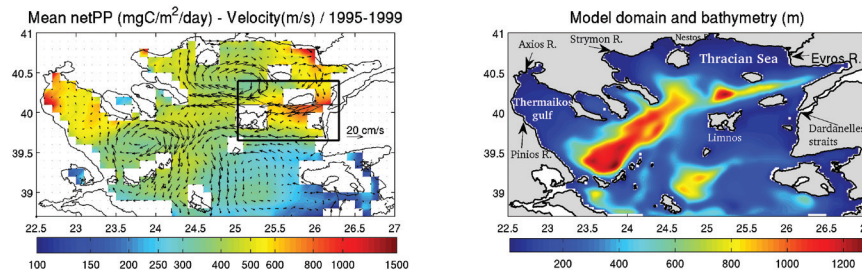 Mean netPP (mgC/m²/day) - Velocity(m/s) / 1995-1999
41
40.5
40
39.5
39
20 cm/s
22.5 23 23.5 24 24.5 25 25.5 26 26.5 27
100 150 200 250 300 400 500 600 800 1000 1500
Model domain and bathymetry (m)
41
40.5
40
39.5
39
Axios R.
Strymon R.
Nestos
Thracian Sea
Evros R.
Thermaikos
gulf
Limnos
Dardanelles
straits
Pinios R.
22.5 23 23.5 24 24.5 25 25.5 26 26.5 27
200 400 600 800 1000